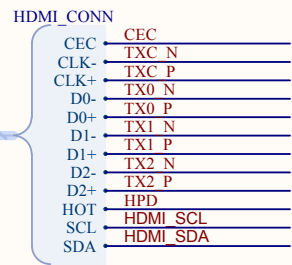 HDMI_CONN
CEC CEC
CLK- TXC_N
CLK+ TXC_P
D0- TX0_N
D0+ TX0_P
D1- TX1_N
D1+ TX1_P
D2- TX2_N
D2+ TX2_P
HOT HPD
SCL HDMI_SCL
SDA HDMI_SDA